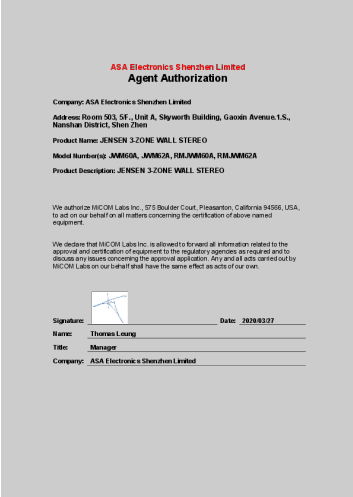 ASA Electronics Shenzhen Limited
Agent Authorization
Company: ASA Electronics Shenzhen Limited
Address: Room 503, 5/F., Unit A, Skyworth Building, Gaoxin Avenue.1.S.,
Nanshan District, Shen Zhen
Product Name: JENSEN 3-ZONE WALL STEREO
Model Number(s): JWM60A, JWM62A, RMJWM60A, RMJWM62A
Product Description: JENSEN 3-ZONE WALL STEREO
We authorize MiCOM Labs Inc., 575 Boulder Court, Pleasanton, California 94566, USA,
to act on our behalf on all matters concerning the certification of above named
equipment.
We declare that MiCOM Labs Inc. is allowed to forward all information related to the
approval and certification of equipment to the regulatory agencies as required and to
discuss any issues concerning the approval application. Any and all acts carried out by
MiCOM Labs on our behalf shall have the same effect as acts of our own.
Signature: Date: 2020/03/27
Name: Thomas Leung
Title: Manager
Company: ASA Electronics Shenzhen Limited